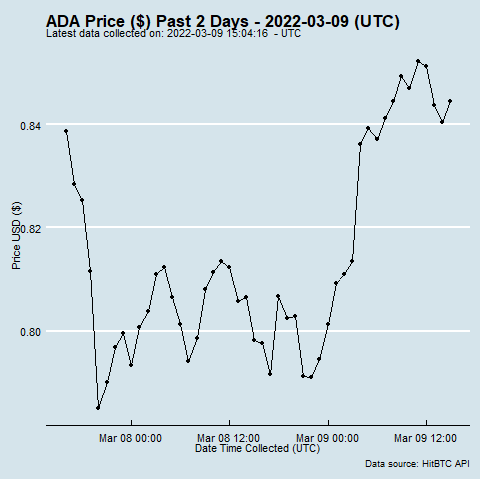 ADA Price ($) Past 2 Days - 2022-03-09 (UTC)
Latest data collected on: 2022-03-09 15:04:16 - UTC
0.84
0.82
0.80
Price USD ($)
Mar 08 00:00 Mar 08 12:00 Mar 09 00:00 Mar 09 12:00
Date Time Collected (UTC)
Data source: HitBTC API